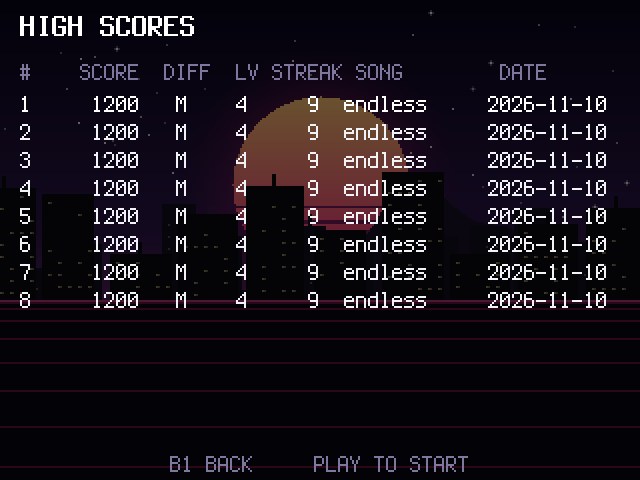 HIGH SCORES
# SCORE DIFF LV STREAK SONG DATE
1 1200 M 4 9 endless 2026-11-10
2 1200 M 4 9 endless 2026-11-10
3 1200 M 4 9 endless 2026-11-10
4 1200 M 4 9 endless 2026-11-10
5 1200 M 4 9 endless 2026-11-10
6 1200 M 4 9 endless 2026-11-10
7 1200 M 4 9 endless 2026-11-10
8 1200 M 4 9 endless 2026-11-10
B1 BACK PLAY TO START